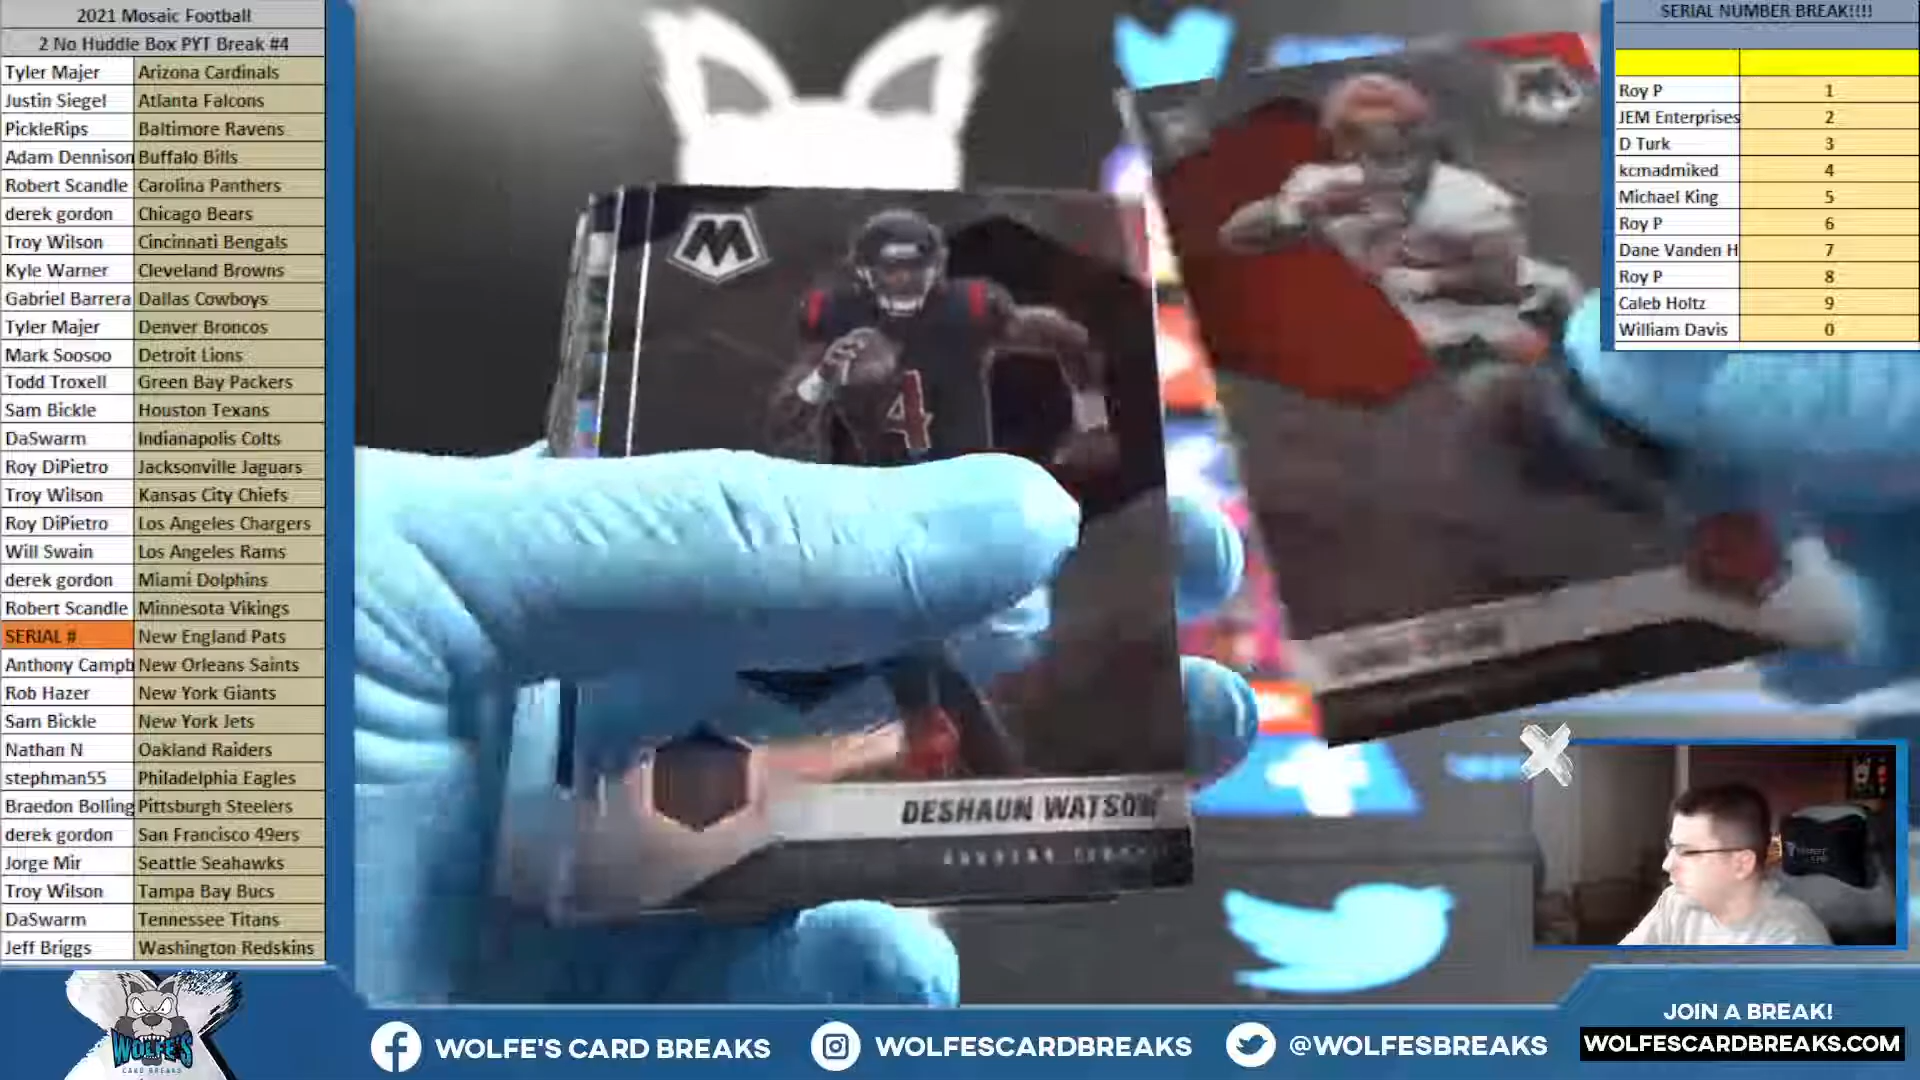 2021 Mosaic Football
2 No Huddle Box PYT Break #4
Tyler Majer Arizona Cardinals
Justin Siegel Atlanta Falcons
PickleRips Baltimore Ravens
Adam Dennison Buffalo Bills
Robert Scandle Carolina Panthers
derek gordon Chicago Bears
Troy Wilson Cincinnati Bengals
Kyle Warner Cleveland Browns
Gabriel Barrera Dallas Cowboys
Tyler Majer Denver Broncos
Mark Soosoo Detroit Lions
Todd Troxell Green Bay Packers
Sam Bickle Houston Texans
DaSwarm Indianapolis Colts
Roy DiPietro Jacksonville Jaguars
Troy Wilson Kansas City Chiefs
Roy DiPietro Los Angeles Chargers
Will Swain Los Angeles Rams
derek gordon Miami Dolphins
Robert Scandle Minnesota Vikings
SERIAL # New England Pats
Anthony Campb New Orleans Saints
Rob Hazer New York Giants
Sam Bickle New York Jets
Nathan N Oakland Raiders
stephman55 Philadelphia Eagles
Braedon Bolling Pittsburgh Steelers
derek gordon San Francisco 49ers
Jorge Mir Seattle Seahawks
Troy Wilson Tampa Bay Bucs
DaSwarm Tennessee Titans
Jeff Briggs Washington Redskins
SERIAL NUMBER BREAK!!!!
Roy P 1
JEM Enterprises 2
D Turk 3
kcmadmiked 4
Michael King 5
Roy P 6
Dane Vanden H 7
Roy P 8
Caleb Holtz 9
William Davis 0
M
4
DESHAUN WATSON
WOLFE'S
CARD BREAKS
WOLFE'S CARD BREAKS
WOLFESCARDBREAKS
@WOLFESBREAKS
JOIN A BREAK!
WOLFESCARDBREAKS.COM